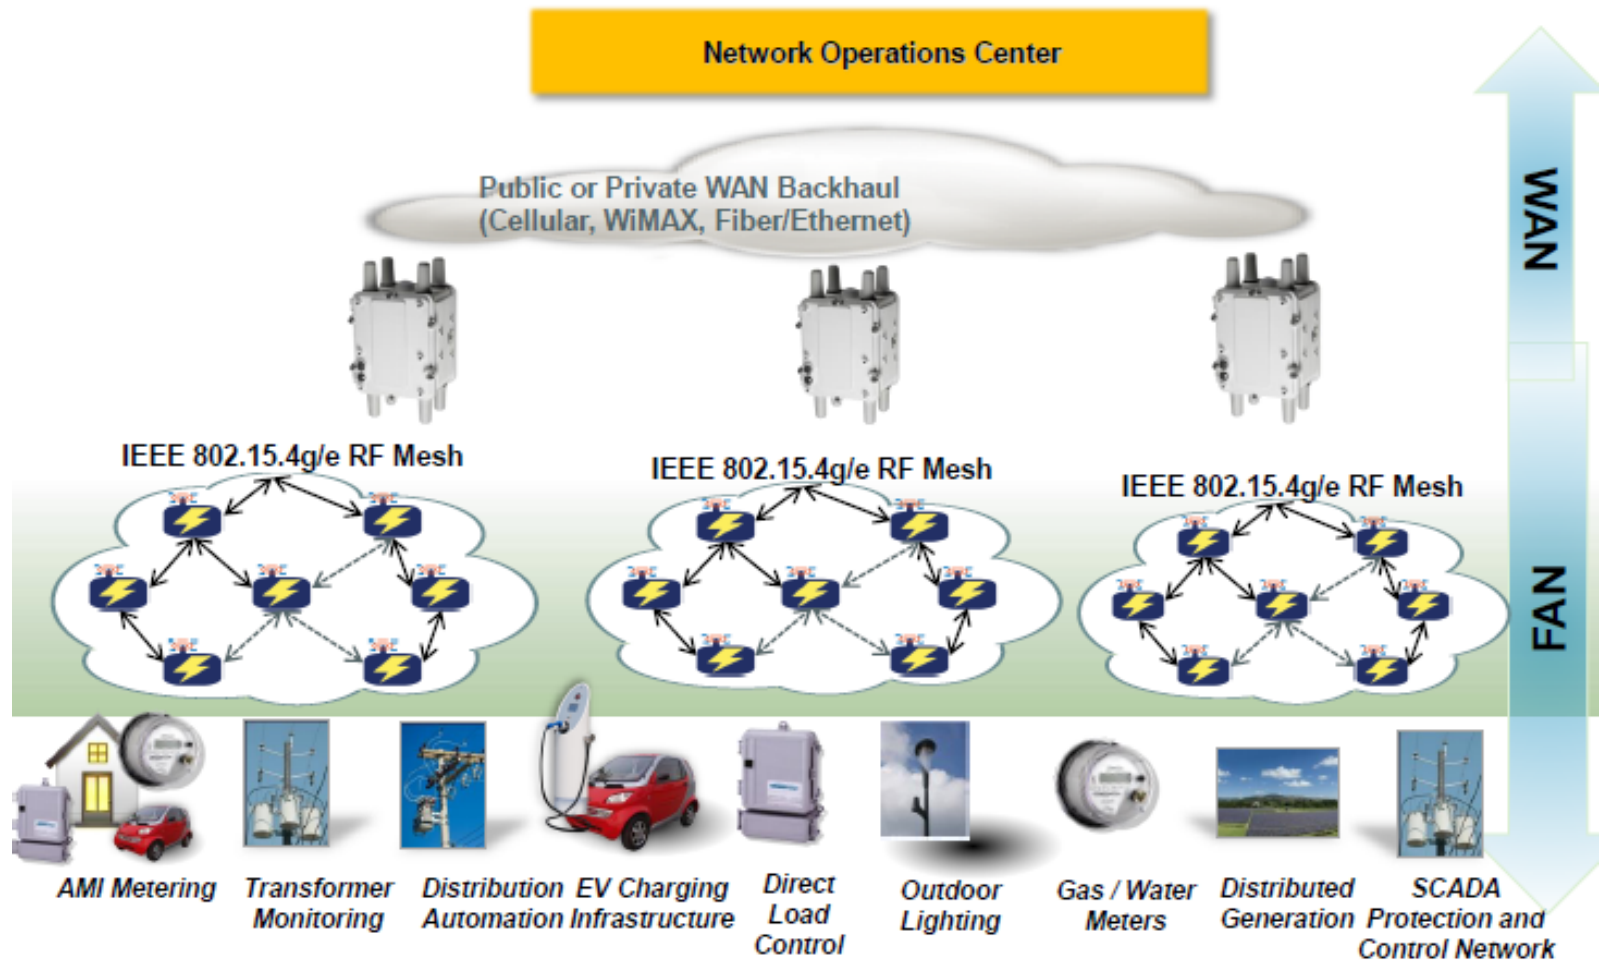 Network Operations Center
Public or Private WAN Backhaul
(Cellular, WiMAX, Fiber/Ethernet)
WAN
IEEE 802.15.4g/e RF Mesh
IEEE 802.15.4g/e RF Mesh
IEEE 802.15.4g/e RF Mesh
FAN
AMI Metering
Transformer
Monitoring
Distribution
Automation
EV Charging
Infrastructure
Direct
Load
Control
Outdoor
Lighting
Gas / Water
Meters
Distributed
Generation
SCADA
Protection and
Control Network